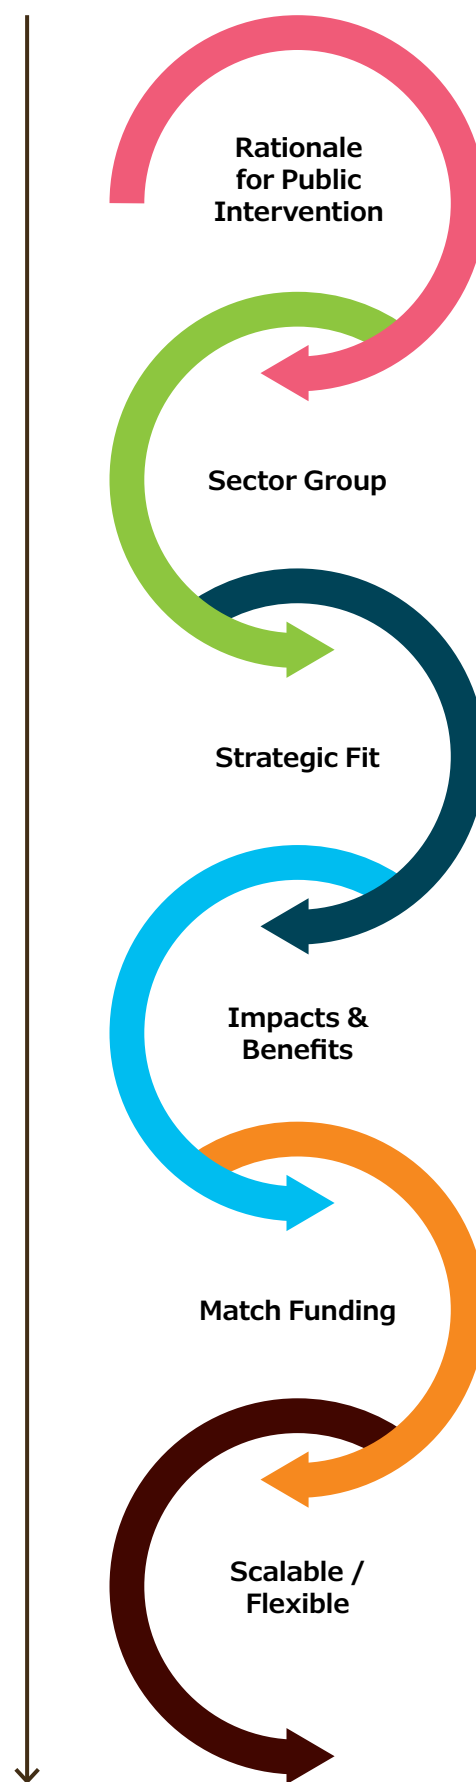 Rationale
for Public
Intervention
Sector Group
Strategic Fit
Impacts &
Benefits
Match Funding
Scalable /
Flexible